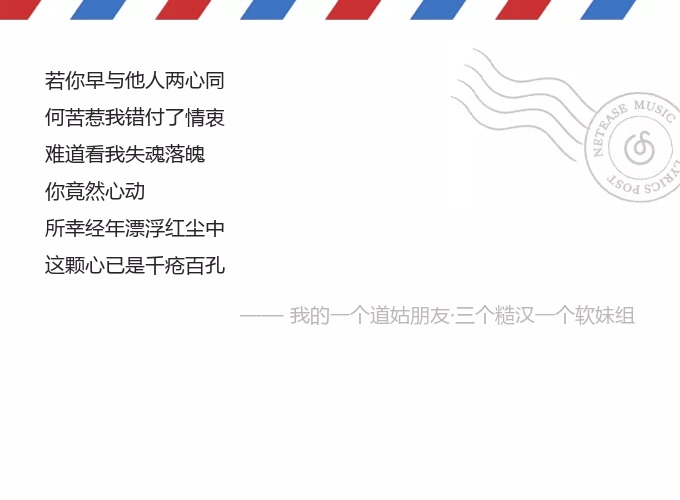 若你早与他人两心同
何苦惹我错付了情衷
难道看我失魂落魄
你竟然心动
所幸经年漂浮红尘中
这颗心已是千疮百孔
—— 我的一个道姑朋友·三个糙汉一个软妹组
NETEASE MUSIC
LYRICS POST